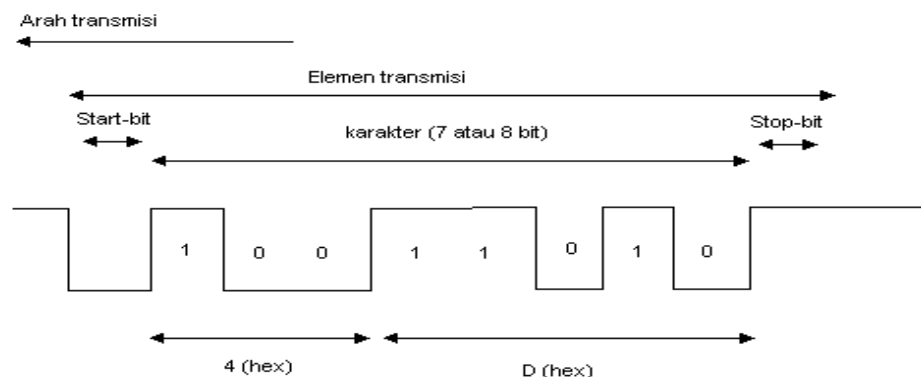 Arah transmisi
Elemen transmisi
Start-bit
karakter (7 atau 8 bit)
Stop-bit
1 0 0 1 1 0 1 0
4 (hex)
D (hex)